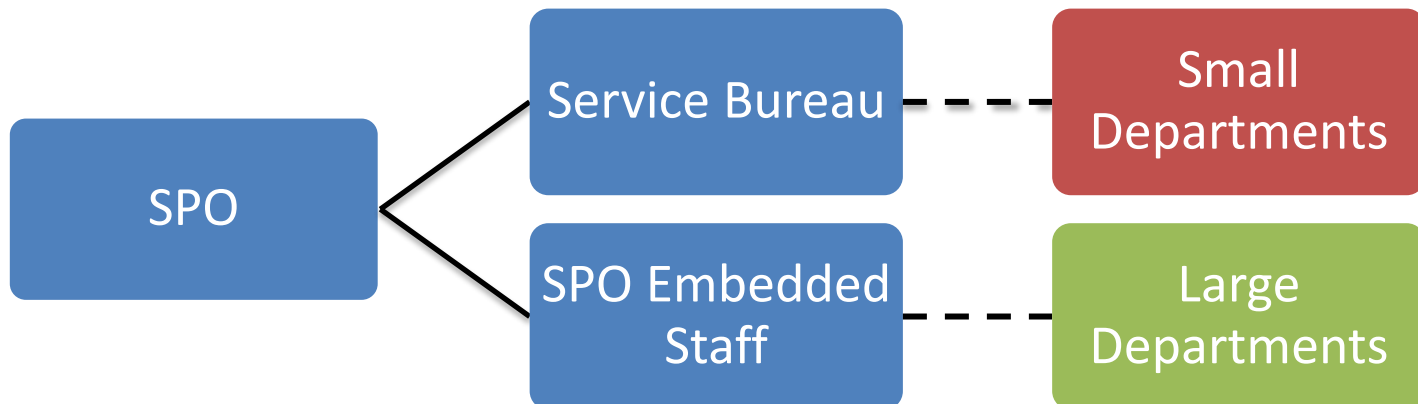 SPO
Service Bureau
SPO Embedded
Staff
Small
Departments
Large
Departments